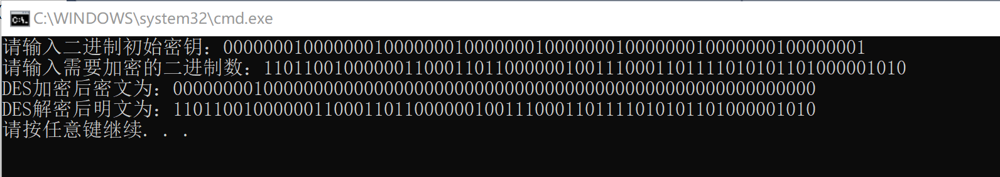 C:\WINDOWS\system32\cmd.exe
请输入二进制初始密钥：0000000100000001000000010000000100000001000000010000000100000001
请输入需要加密的二进制数：1101100100000011000110110000001001110001101111010101101000001010
DES加密后密文为：0000000010000000000000000000000000000000000000000000000000000000
DES解密后明文为：1101100100000011000110110000001001110001101111010101101000001010
请按任意键继续. . .